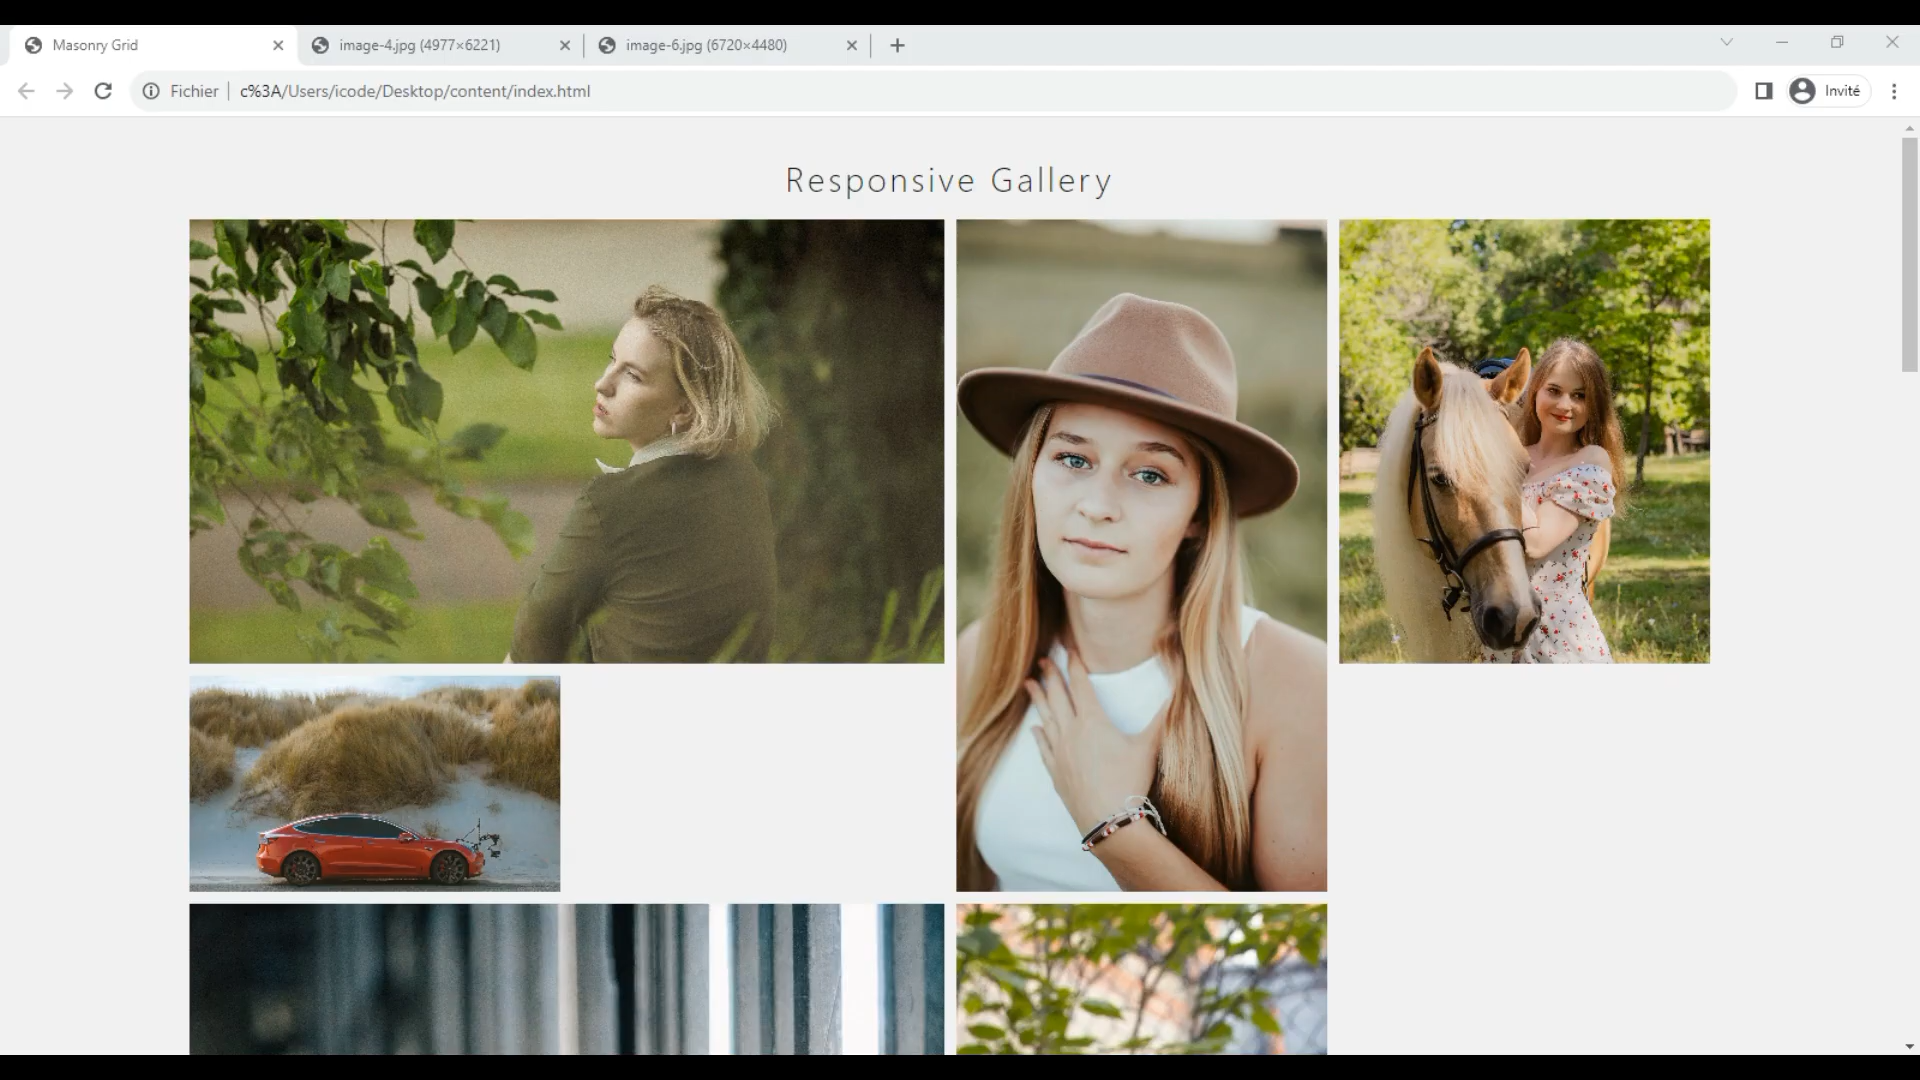 Masonry Grid
image-4.jpg (4977×6221)
image-6.jpg (6720×4480)
Fichier
c%3A/Users/icode/Desktop/content/index.html
Invité
Responsive Gallery